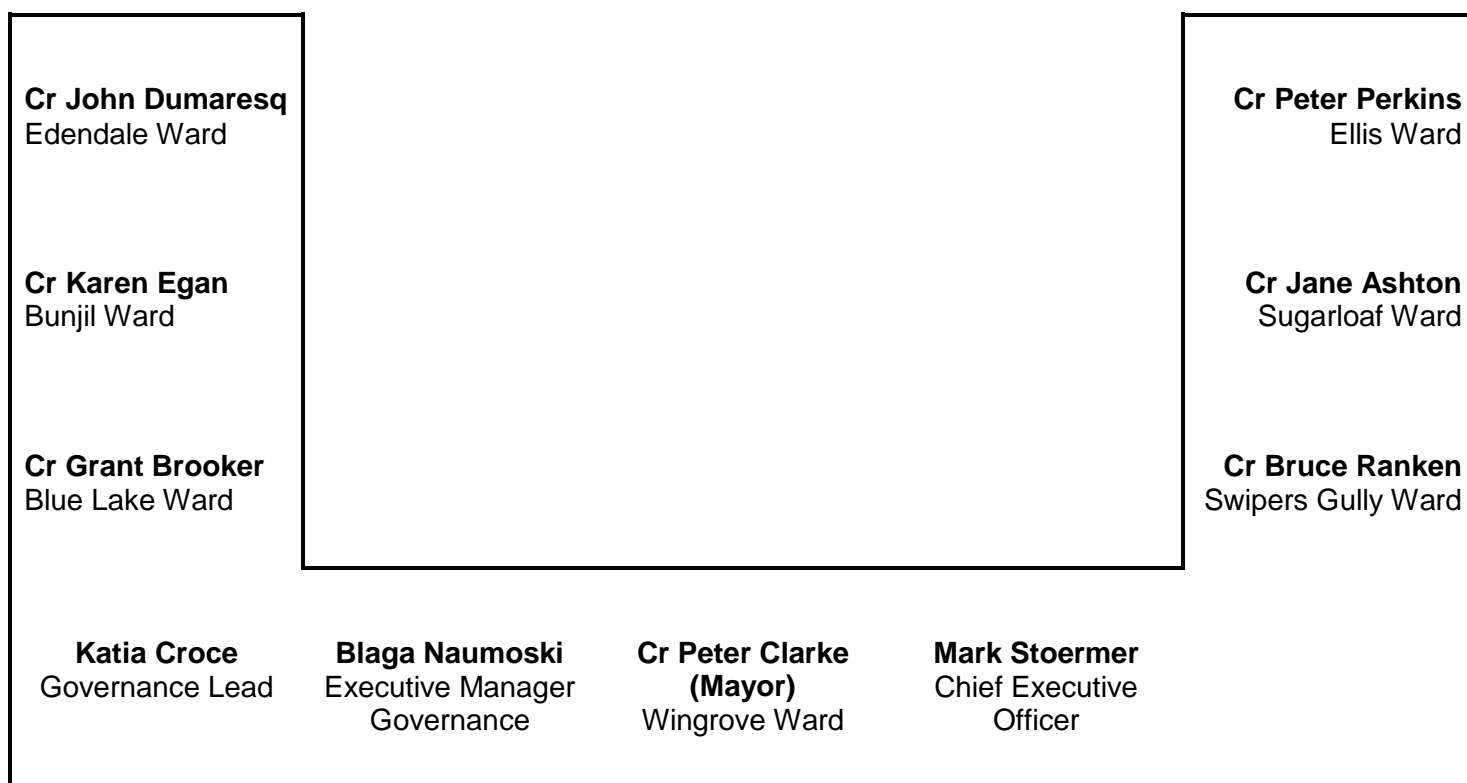 Cr John Dumaresq
Edendale Ward
Cr Peter Perkins
Ellis Ward
Cr Karen Egan
Bunjil Ward
Cr Jane Ashton
Sugarloaf Ward
Cr Grant Brooker
Blue Lake Ward
Cr Bruce Ranken
Swipers Gully Ward
Katia Croce
Governance Lead
Blaga Naumoski
Executive Manager
Governance
Cr Peter Clarke
(Mayor)
Wingrove Ward
Mark Stoermer
Chief Executive
Officer